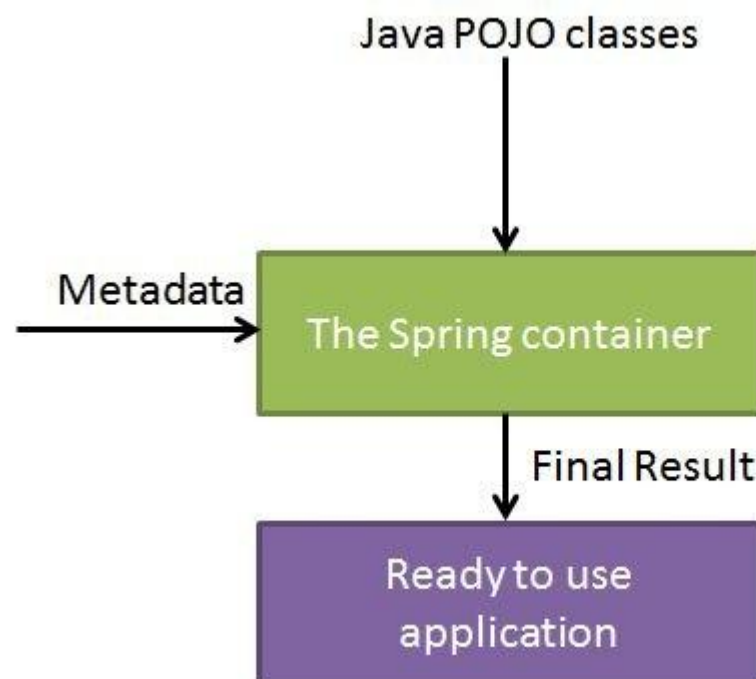 Java POJO classes
Metadata
The Spring container
Final Result
Ready to use
application